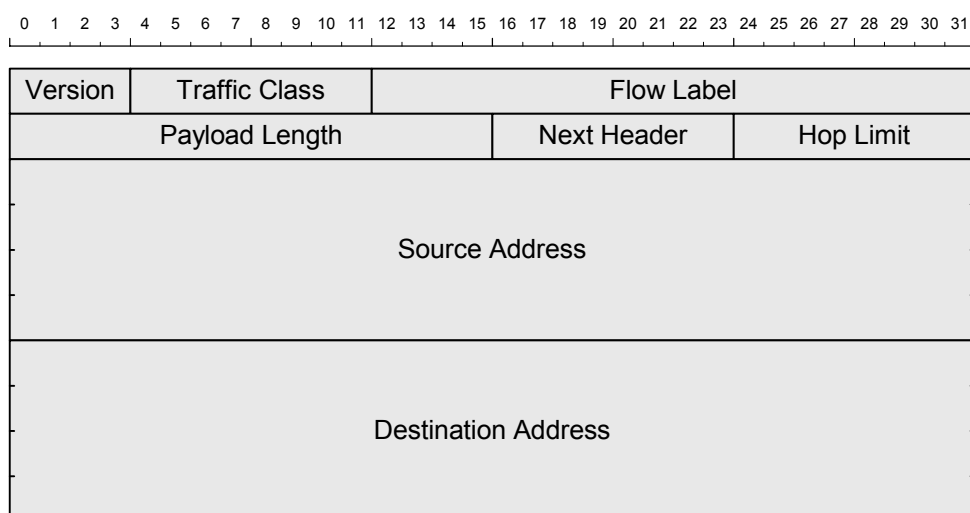 0 1 2 3 4 5 6 7 8 9 10 11 12 13 14 15 16 17 18 19 20 21 22 23 24 25 26 27 28 29 30 31
Version Traffic Class Flow Label
Payload Length Next Header Hop Limit
Source Address
Destination Address